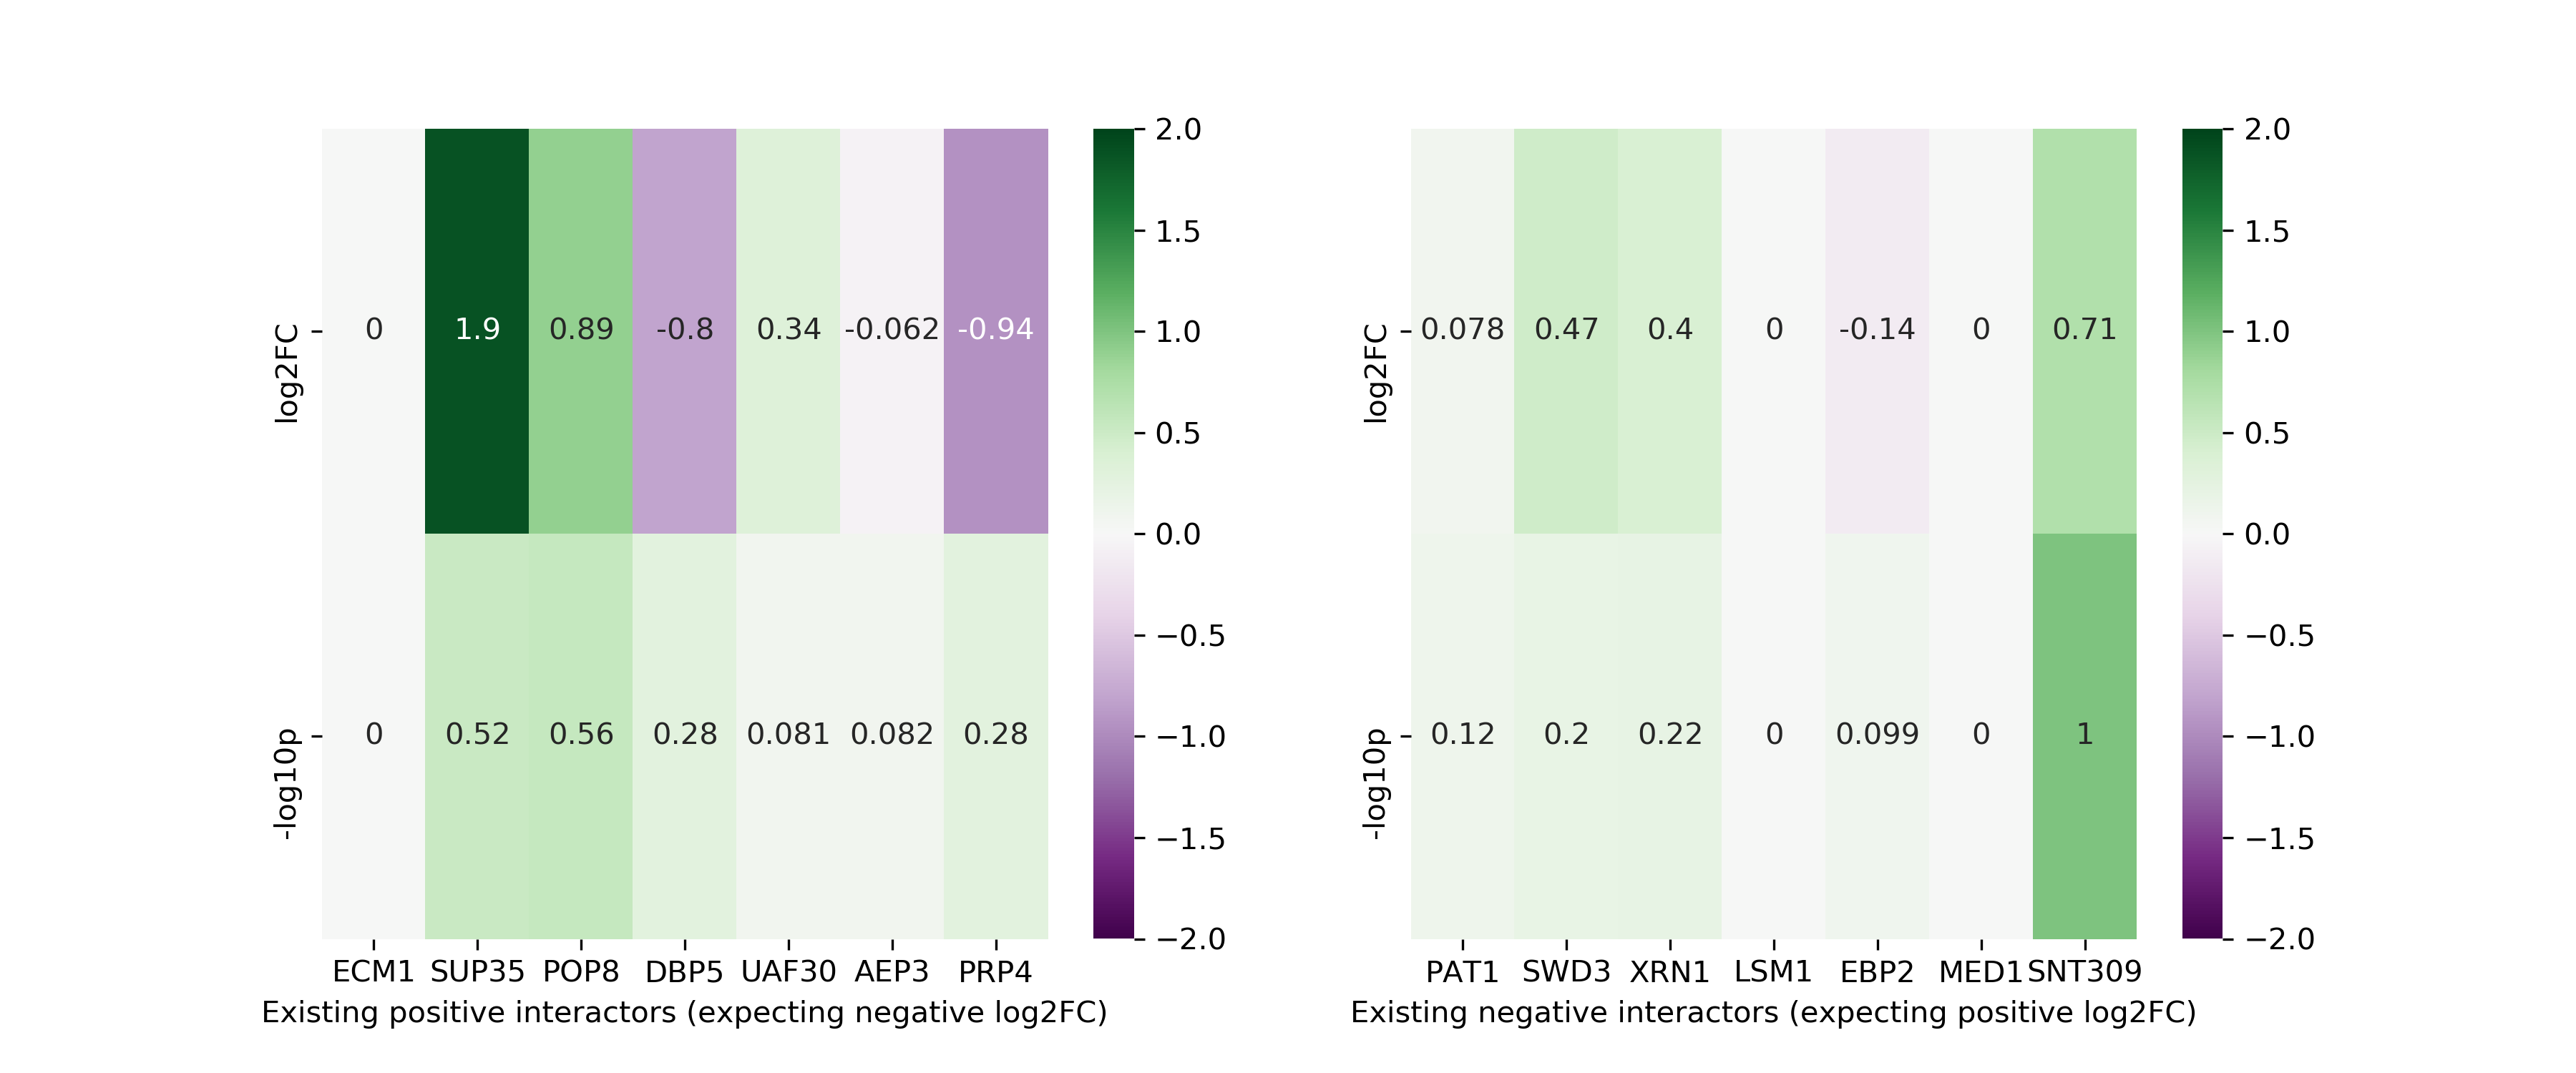 log2FC
-log10p
0 1.9 0.89 -0.8 0.34 -0.062 -0.94
0 0.52 0.56 0.28 0.081 0.082 0.28
ECM1 SUP35 POP8 DBP5 UAF30 AEP3 PRP4
Existing positive interactors (expecting negative log2FC)
2.0
1.5
1.0
0.5
0.0
−0.5
−1.0
−1.5
−2.0
log2FC
-log10p
0.078 0.47 0.4 0 -0.14 0 0.71
0.12 0.2 0.22 0 0.099 0 1
PAT1 SWD3 XRN1 LSM1 EBP2 MED1 SNT309
Existing negative interactors (expecting positive log2FC)
2.0
1.5
1.0
0.5
0.0
−0.5
−1.0
−1.5
−2.0